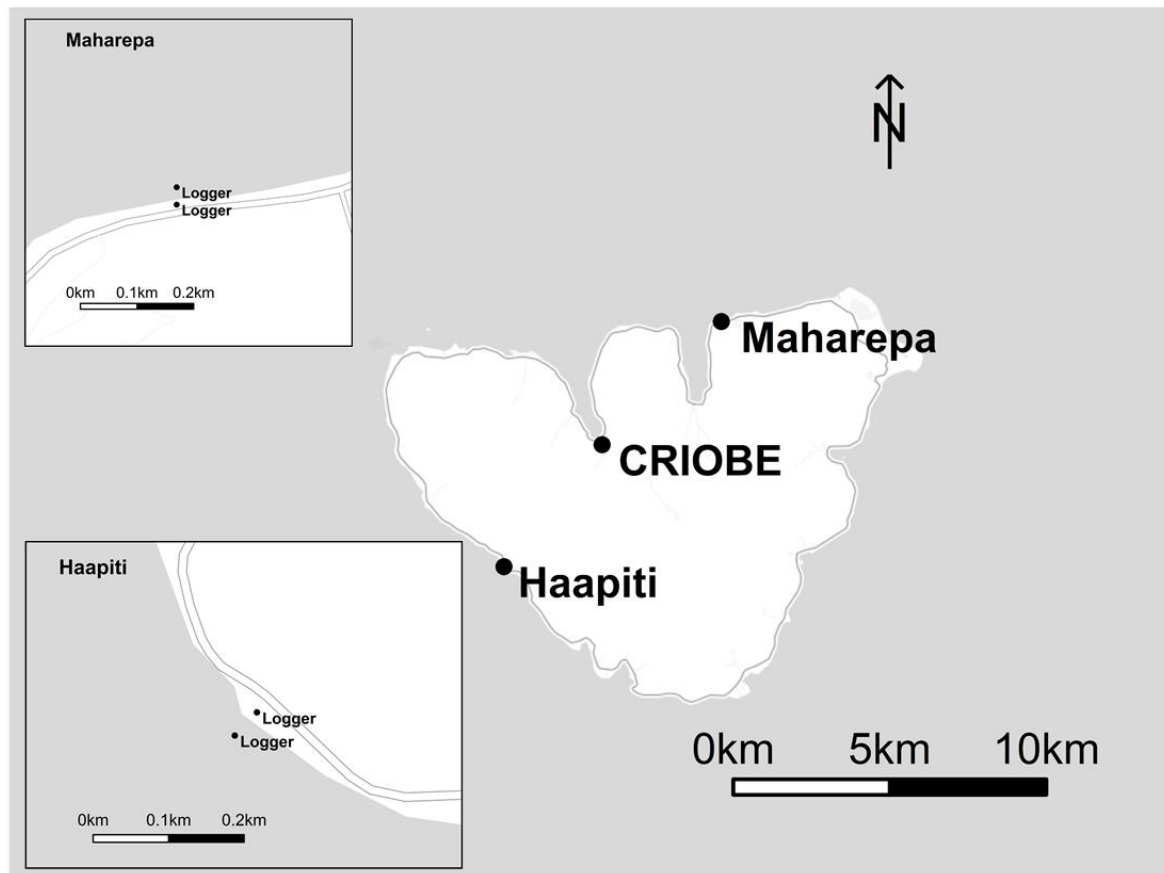 Maharepa
Logger
Logger
0km 0.1km 0.2km
N
Maharepa
CRIOBE
Haapiti
Haapiti
Logger
Logger
0km 0.1km 0.2km
0km 5km 10km